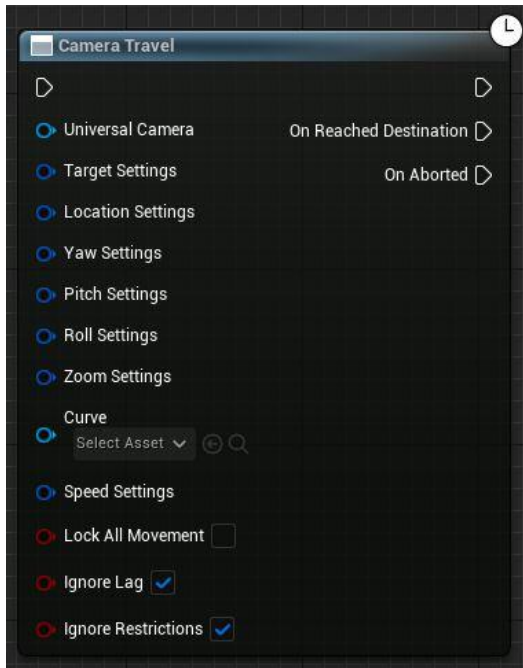 Camera Travel
Universal Camera On Reached Destination
Target Settings On Aborted
Location Settings
Yaw Settings
Pitch Settings
Roll Settings
Zoom Settings
Curve
Select Asset
Speed Settings
Lock All Movement
Ignore Lag
Ignore Restrictions